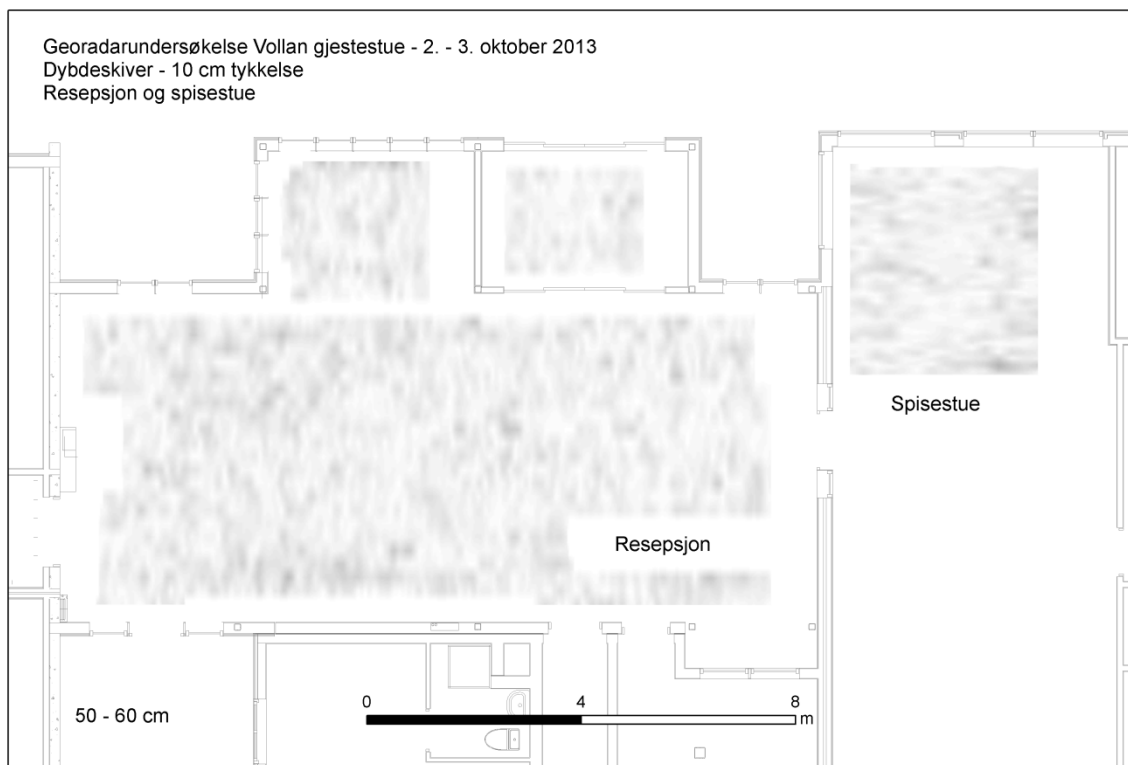 Georadarundersøkelse Vollan gjestestue - 2. - 3. oktober 2013
Dybdeskiver - 10 cm tykkelse
Resepsjon og spisestue
Spisestue
Resepsjon
0 4 8
m
50 - 60 cm